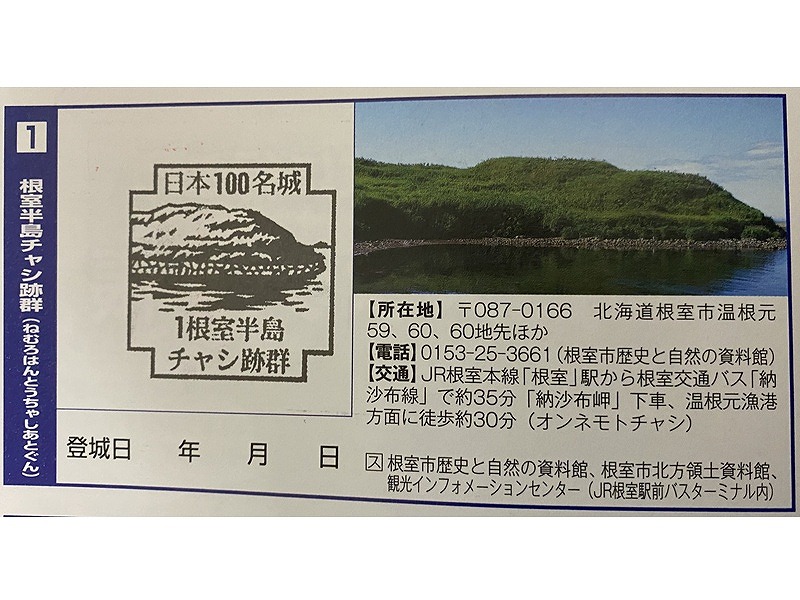 1
根室半島チャシ跡群（ねむろはんとうちゃしあとぐん）
日本100名城
1根室半島
チャシ跡群
登城日　年　月　日
【所在地】 〒087-0166　北海道根室市温根元
59、60、60地先ほか
【電話】0153-25-3661（根室市歴史と自然の資料館）
【交通】JR根室本線「根室」駅から根室交通バス「納
沙布線」で約35分「納沙布岬」下車、温根元漁港
方面に徒歩約30分（オンネモトチャシ）
ス 根室市歴史と自然の資料館、根室市北方領土資料館、
観光インフォメーションセンター（JR根室駅前バスターミナル内）